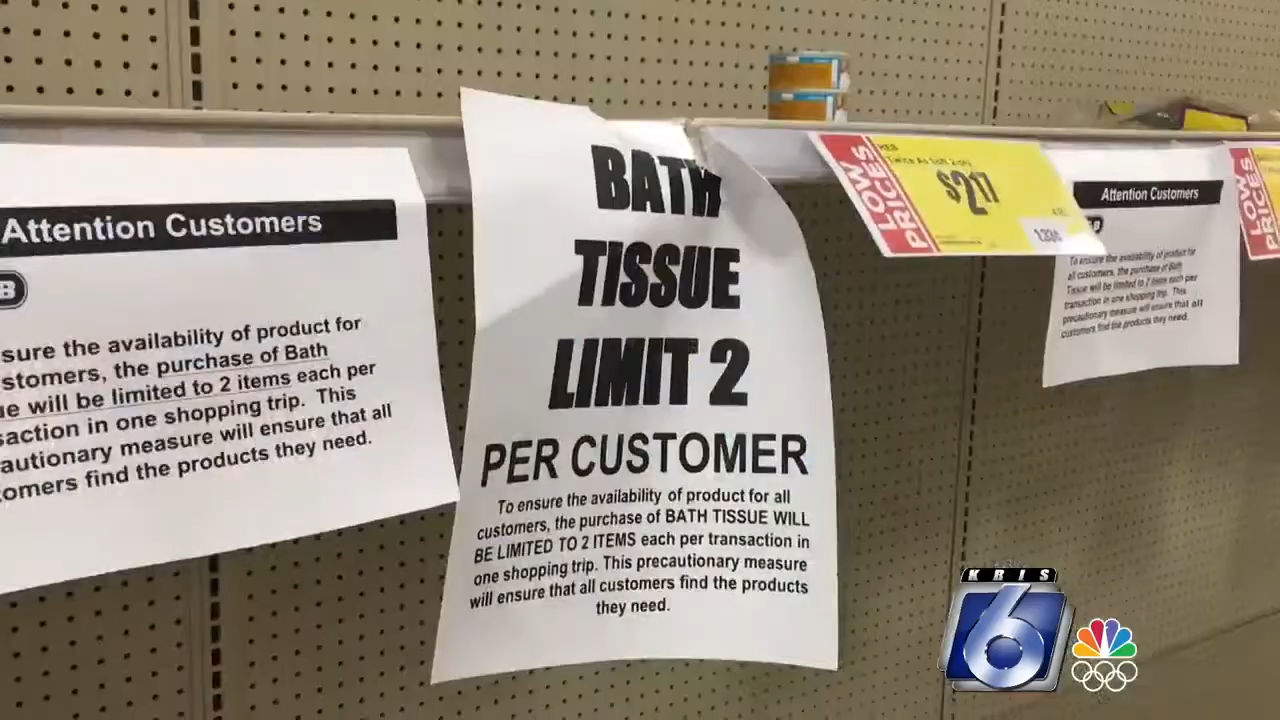 Attention Customers
B
sure the availability of product for
stomers, the purchase of Bath
ue will be limited to 2 items each per
saction in one shopping trip. This
autionary measure will ensure that all
omers find the products they need.
BATH
TISSUE
LIMIT 2
PER CUSTOMER
To ensure the availability of product for all
customers, the purchase of BATH TISSUE WILL
BE LIMITED TO 2 ITEMS each per transaction in
one shopping trip. This precautionary measure
will ensure that all customers find the products
they need.
LOW
PRICES
HEB
Twice As Soft 2-ply
$2.17
Attention Customers
B
To ensure the availability of product for
all customers, the purchase of Bath
Tissue will be limited to 2 items each per
transaction in one shopping trip. This
precautionary measure will ensure that all
customers find the products they need.
LOW
PRICES
KRIS
6